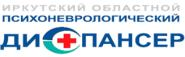 ИРКУТСКИЙ ОБЛАСТНОЙ
ПСИХОНЕВРОЛОГИЧЕСКИЙ
ДИСПАНСЕР